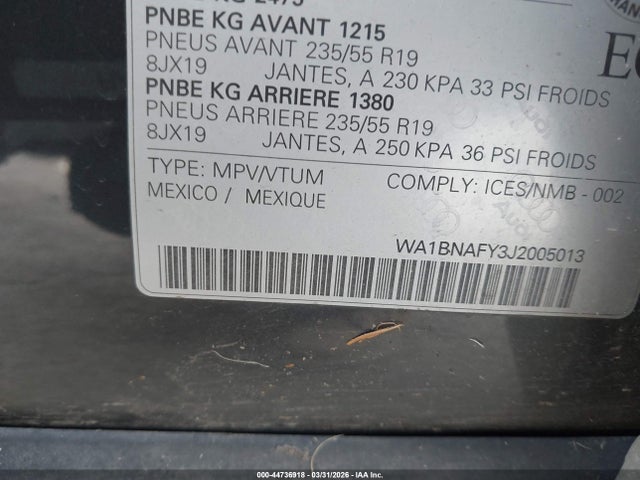 PNBE KG AVANT 1215
PNEUS AVANT 235/55 R19
8JX19 JANTES, A 230 KPA 33 PSI FROIDS
PNBE KG ARRIERE 1380
PNEUS ARRIERE 235/55 R19
8JX19 JANTES, A 250 KPA 36 PSI FROIDS
TYPE: MPV/VTUM COMPLY: ICES/NMB - 002
MEXICO / MEXIQUE
Audi
Audi
WA1BNAFY3J2005013
000-44736918 | 03/31/2026 - IAA Inc.